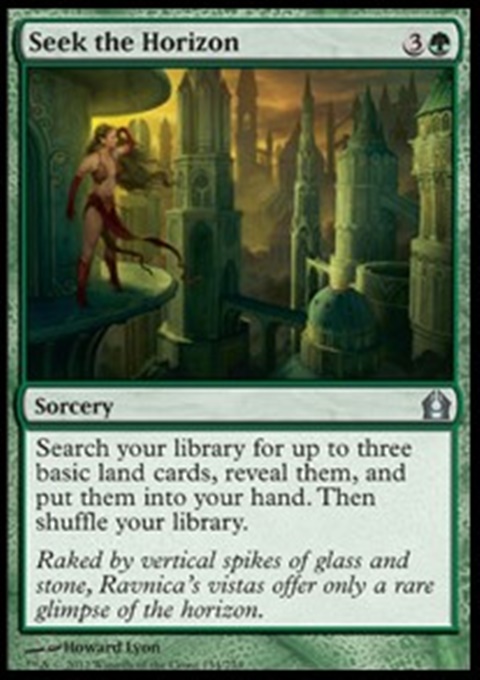 Seek the Horizon 3
Sorcery
Search your library for up to three
basic land cards, reveal them, and
put them into your hand. Then
shuffle your library.
Raked by vertical spikes of glass and
stone, Ravnica's vistas offer only a rare
glimpse of the horizon.
Howard Lyon